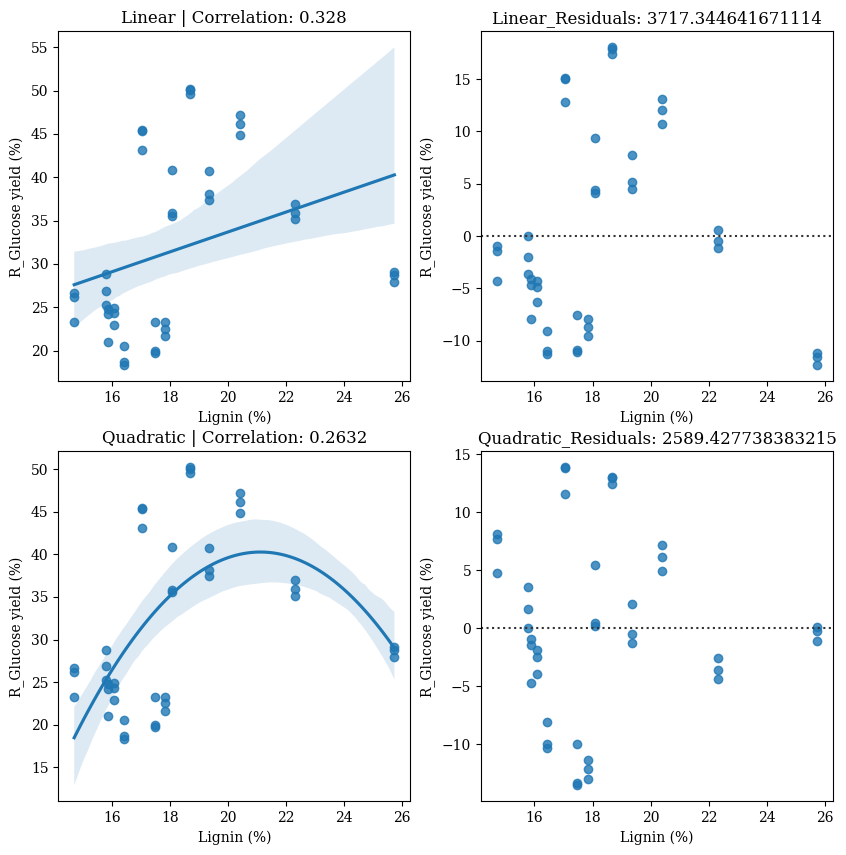 Linear | Correlation: 0.328
R_Glucose yield (%)
55
50
45
40
35
30
25
20
16 18 20 22 24 26
Lignin (%)
Linear_Residuals: 3717.344641671114
R_Glucose yield (%)
15
10
5
0
−5
−10
16 18 20 22 24 26
Lignin (%)
Quadratic | Correlation: 0.2632
R_Glucose yield (%)
50
45
40
35
30
25
20
15
16 18 20 22 24 26
Lignin (%)
Quadratic_Residuals: 2589.427738383215
R_Glucose yield (%)
15
10
5
0
−5
−10
16 18 20 22 24 26
Lignin (%)